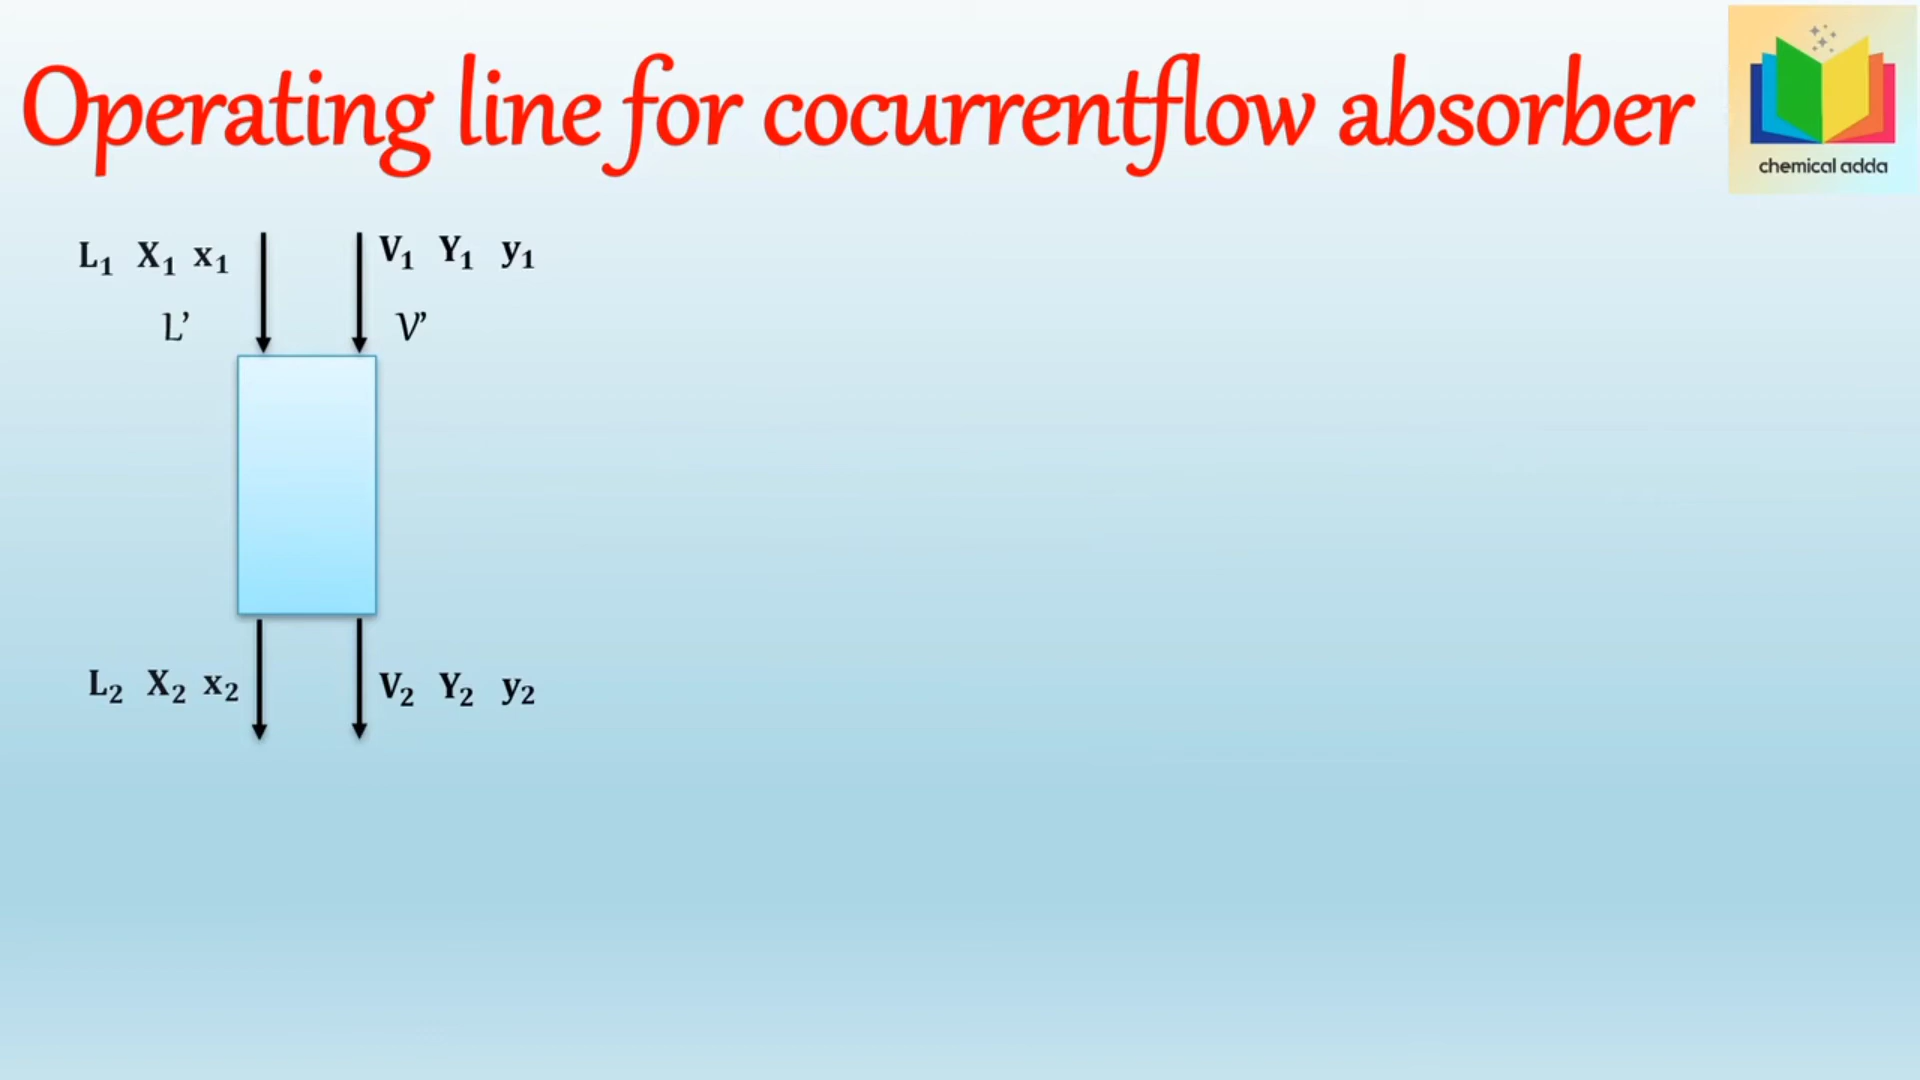 Operating line for cocurrentflow absorber
chemical adda
L₁ X₁ x₁ V₁ Y₁ y₁
L’ V’
L₂ X₂ x₂ V₂ Y₂ y₂